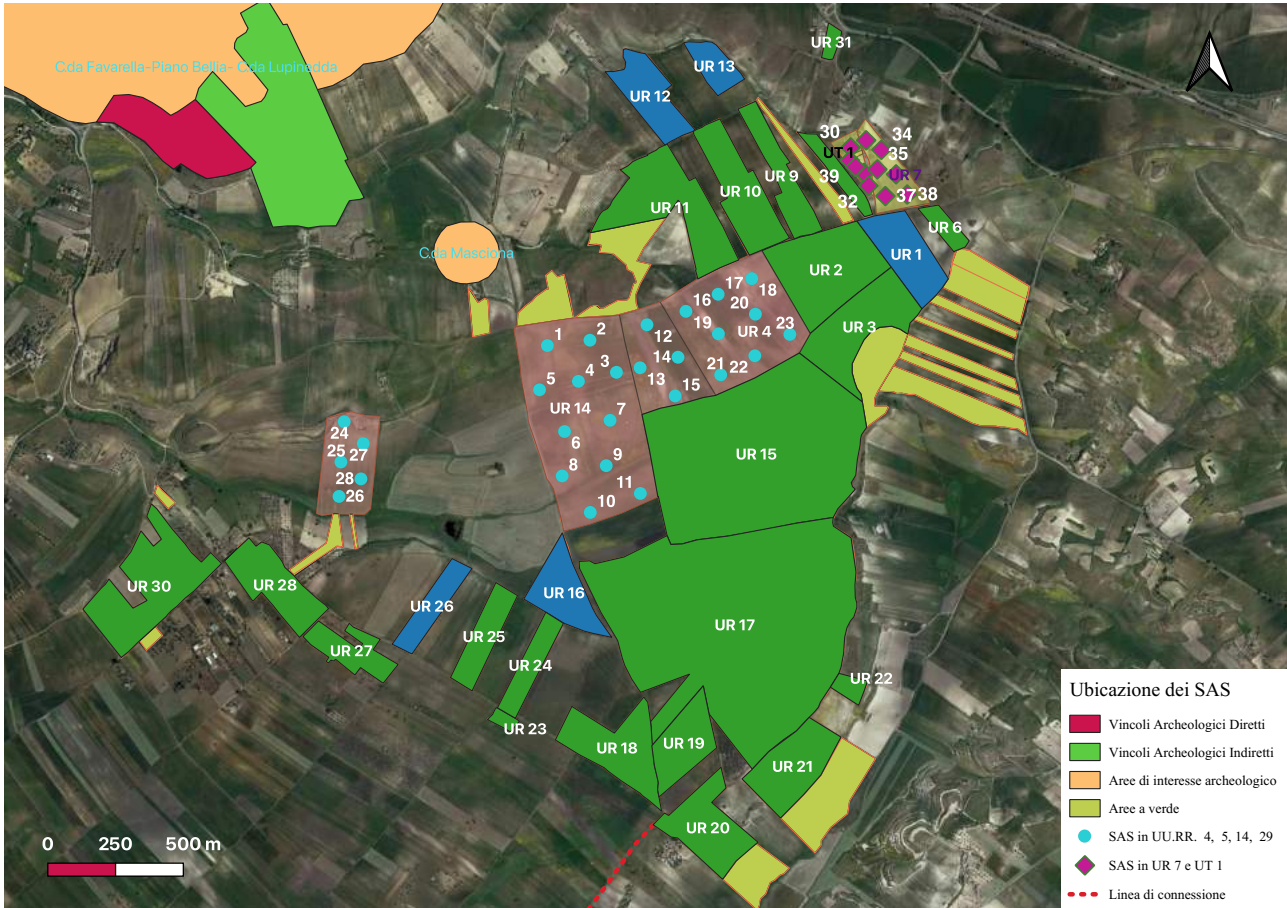 UR 31
UR 13
C.da Favarella-Piano Bellia- C.da Lupinedda
UR 12
30
34
UT 1
35
UR 9
39
UR 7
UR 10
32
37
38
UR 11
UR 6
C.da Masciona
UR 1
UR 2
17
18
16
20
UR 3
12
19
UR 4
23
1
2
14
3
4
13
21
22
5
15
UR 14
7
24
6
UR 15
25
27
9
8
28
26
11
10
UR 30
UR 28
UR 16
UR 26
UR 17
UR 25
UR 27
UR 24
UR 22
UR 23
UR 18
UR 19
UR 21
UR 20
0 250 500 m
Ubicazione dei SAS
Vincoli Archeologici Diretti
Vincoli Archeologici Indiretti
Aree di interesse archeologico
Aree a verde
SAS in UU.RR. 4, 5, 14, 29
SAS in UR 7 e UT 1
Linea di connessione